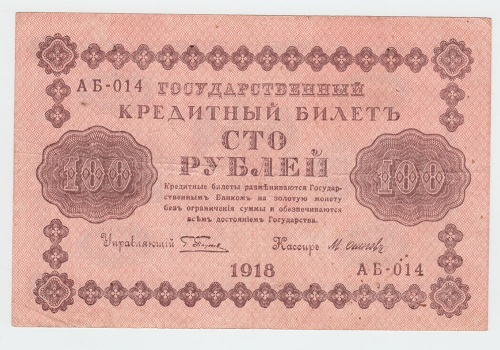 АБ-014
ГОСУДАРСТВЕННЫЙ
КРЕДИТНЫЙ БИЛЕТЪ
СТО
РУБЛЕЙ
100 100
Кредитные билеты размѣниваются Государ-
ственнымъ Банкомъ на золотую монету
безъ ограниченія суммы и обезпечиваются
всѣмъ достояніемъ Государства.
Управляющій Кассиръ
1918
АБ-014